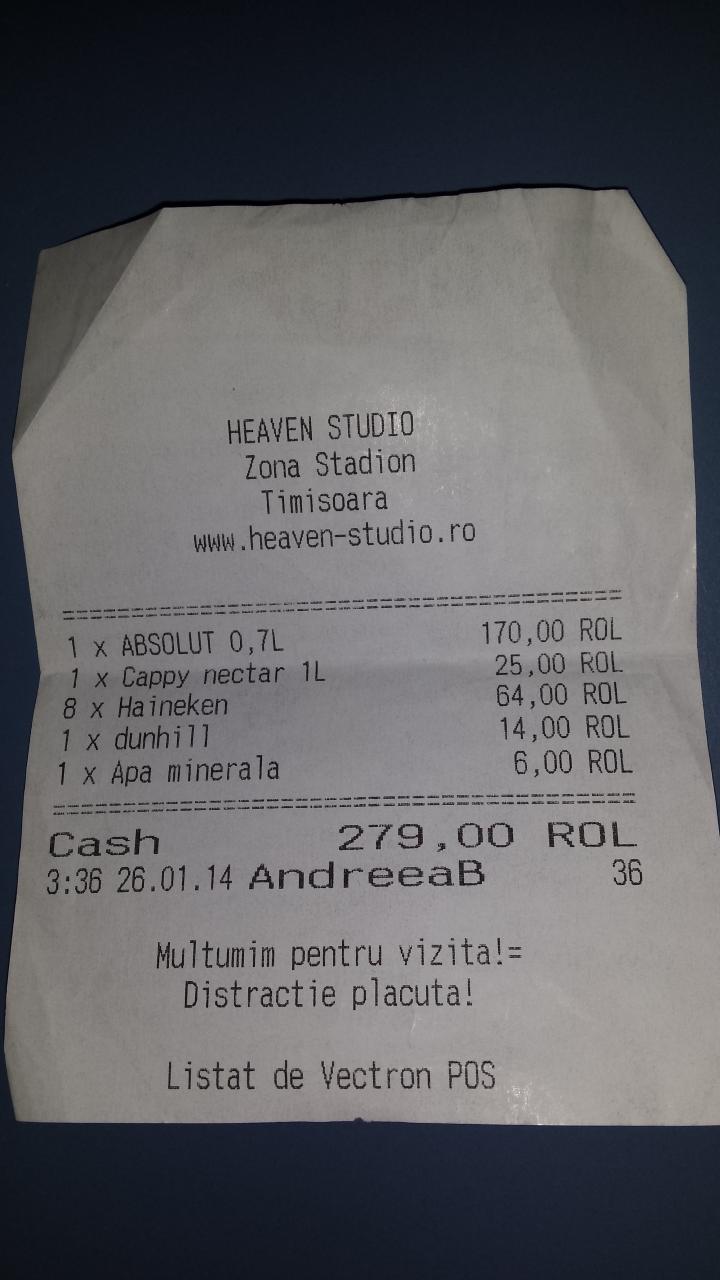 HEAVEN STUDIO
Zona Stadion
Timisoara
www.heaven-studio.ro
1 x ABSOLUT 0,7L 170,00 ROL
1 x Cappy nectar 1L 25,00 ROL
8 x Haineken 64,00 ROL
1 x dunhill 14,00 ROL
1 x Apa minerala 6,00 ROL
Cash 279,00 ROL
3:36 26.01.14 AndreeaB 36
Multumim pentru vizita!=
Distractie placuta!
Listat de Vectron POS